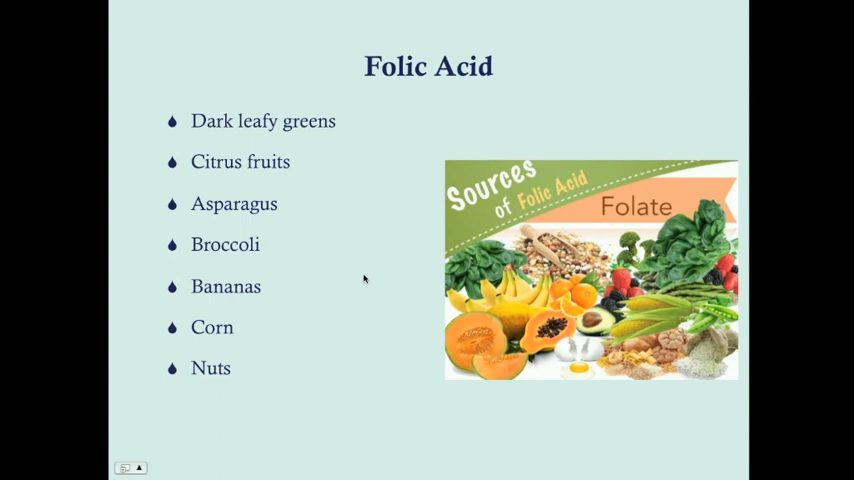 Folic Acid
Dark leafy greens
Citrus fruits
Asparagus
Broccoli
Bananas
Corn
Nuts
Sources
of Folic Acid
Folate